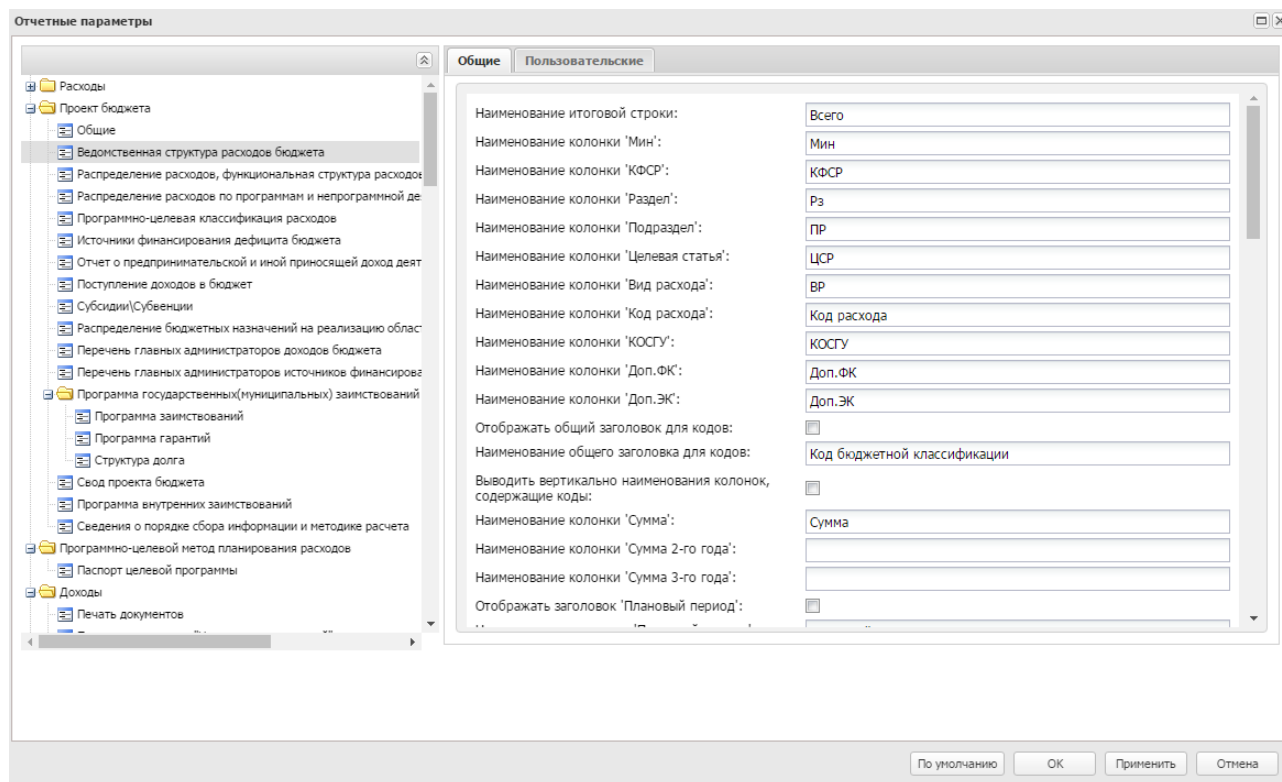 Отчетные параметры
Расходы
Проект бюджета
Общие
Ведомственная структура расходов бюджета
Распределение расходов, функциональная структура расходов
Распределение расходов по программам и непрограммной де
Программно-целевая классификация расходов
Источники финансирования дефицита бюджета
Отчет о предпринимательской и иной приносящей доход деят
Поступление доходов в бюджет
Субсидии\Субвенции
Распределение бюджетных назначений на реализацию област
Перечень главных администраторов доходов бюджета
Перечень главных администраторов источников финансирова
Программа государственных(муниципальных) заимствований
Программа заимствований
Программа гарантий
Структура долга
Свод проекта бюджета
Программа внутренних заимствований
Сведения о порядке сбора информации и методике расчета
Программно-целевой метод планирования расходов
Паспорт целевой программы
Доходы
Печать документов
Общие
Пользовательские
Наименование итоговой строки: Всего
Наименование колонки 'Мин': Мин
Наименование колонки 'КФСР': КФСР
Наименование колонки 'Раздел': Рз
Наименование колонки 'Подраздел': ПР
Наименование колонки 'Целевая статья': ЦСР
Наименование колонки 'Вид расхода': ВР
Наименование колонки 'Код расхода': Код расхода
Наименование колонки 'КОСГУ': КОСГУ
Наименование колонки 'Доп.ФК': Доп.ФК
Наименование колонки 'Доп.ЭК': Доп.ЭК
Отображать общий заголовок для кодов:
Наименование общего заголовка для кодов: Код бюджетной классификации
Выводить вертикально наименования колонок,
содержащие коды:
Наименование колонки 'Сумма': Сумма
Наименование колонки 'Сумма 2-го года':
Наименование колонки 'Сумма 3-го года':
Отображать заголовок 'Плановый период':
По умолчанию
ОК
Применить
Отмена